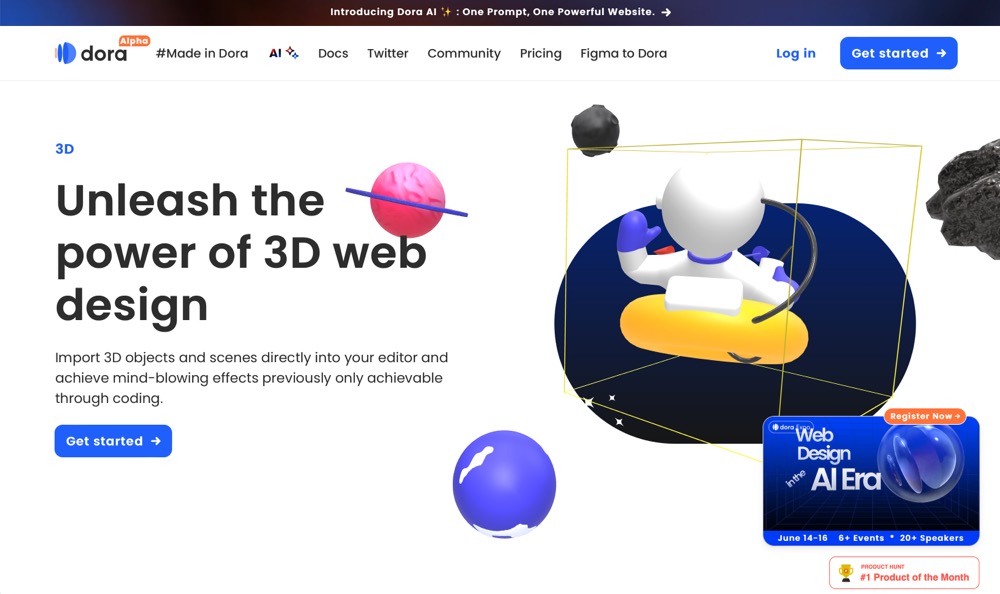 Introducing Dora AI ✨ : One Prompt, One Powerful Website. →
dora Alpha #Made in Dora AI Docs Twitter Community Pricing Figma to Dora Log in Get started →
3D
Unleash the
power of 3D web
design
Import 3D objects and scenes directly into your editor and
achieve mind-blowing effects previously only achievable
through coding.
Get started →
Register Now →
dora Expo
Web
Design
in the AI Era
June 14-16 6+ Events * 20+ Speakers
PRODUCT HUNT
#1 Product of the Month